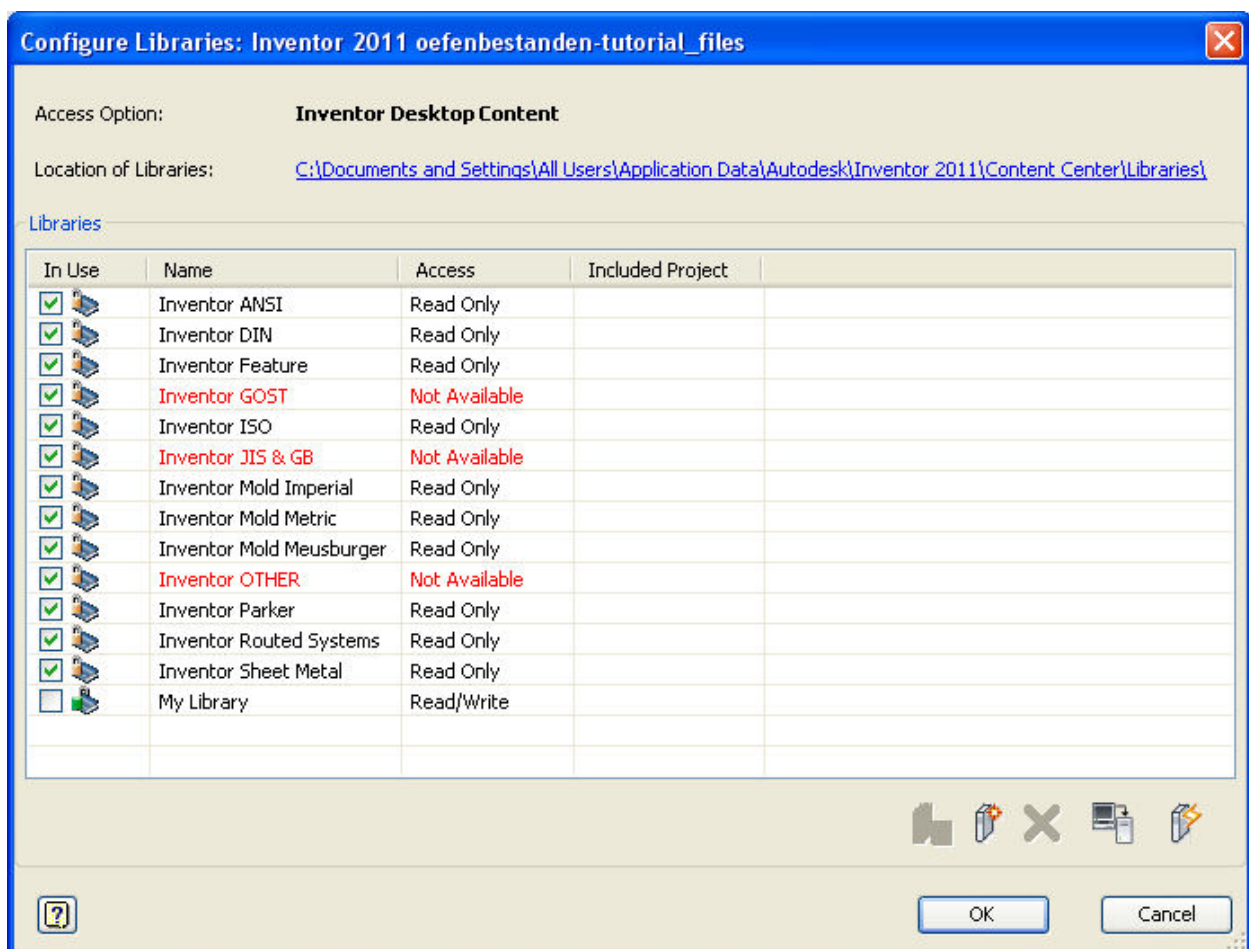 Configure Libraries: Inventor 2011 oefenbestanden-tutorial_files
Access Option: Inventor Desktop Content
Location of Libraries: C:\Documents and Settings\All Users\Application Data\Autodesk\Inventor 2011\Content Center\Libraries\
Libraries
In Use Name Access Included Project
Inventor ANSI Read Only
Inventor DIN Read Only
Inventor Feature Read Only
Inventor GOST Not Available
Inventor ISO Read Only
Inventor JIS & GB Not Available
Inventor Mold Imperial Read Only
Inventor Mold Metric Read Only
Inventor Mold Meusburger Read Only
Inventor OTHER Not Available
Inventor Parker Read Only
Inventor Routed Systems Read Only
Inventor Sheet Metal Read Only
My Library Read/Write
OK Cancel